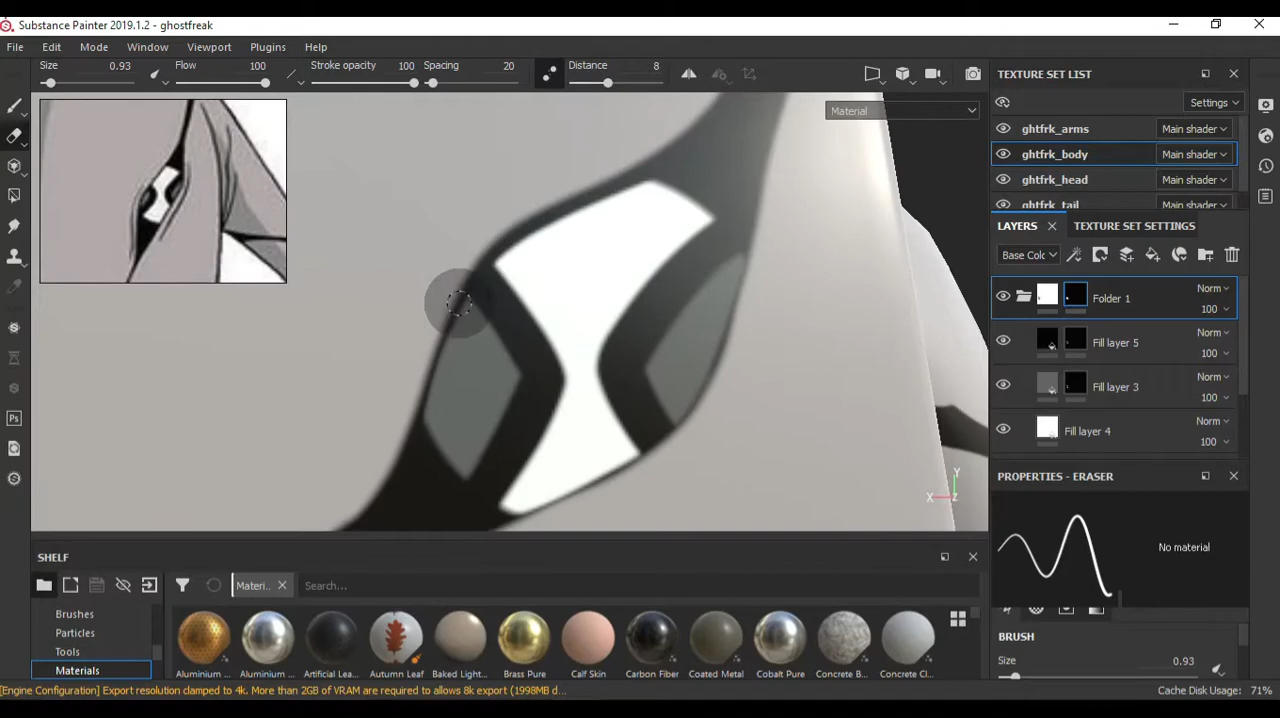 Substance Painter 2019.1.2 - ghostfreak
File Edit Mode Window Viewport Plugins Help
Size 0.93 Flow 100 Stroke opacity 100 Spacing 20 Distance 8
Material
TEXTURE SET LIST
Settings
ghtfrk_arms Main shader
ghtfrk_body Main shader
ghtfrk_head Main shader
ghtfrk_tail Main shader
LAYERS TEXTURE SET SETTINGS
Base Colc
Folder 1 Norm 100
Fill layer 5 Norm 100
Fill layer 3 Norm 100
Fill layer 4 Norm 100
Y
X Z
PROPERTIES - ERASER
No material
BRUSH
Size 0.93
SHELF
Materi.. Search...
Brushes
Particles
Tools
Materials
Aluminium ... Aluminium ... Artificial Lea... Autumn Leaf Baked Light... Brass Pure Calf Skin Carbon Fiber Coated Metal Cobalt Pure Concrete B... Concrete Cl...
[Engine Configuration] Export resolution clamped to 4k. More than 2GB of VRAM are required to allows 8k export (1998MB d...
Cache Disk Usage: 71%